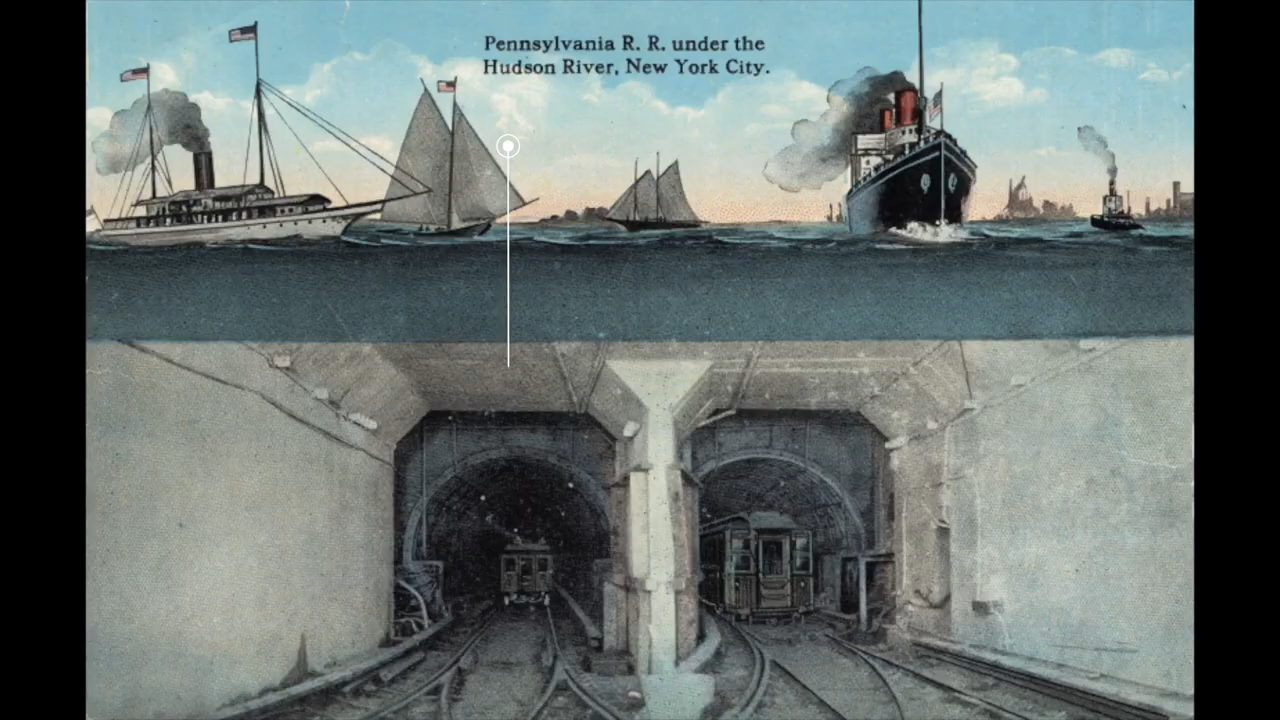 Pennsylvania R. R. under the
Hudson River, New York City.